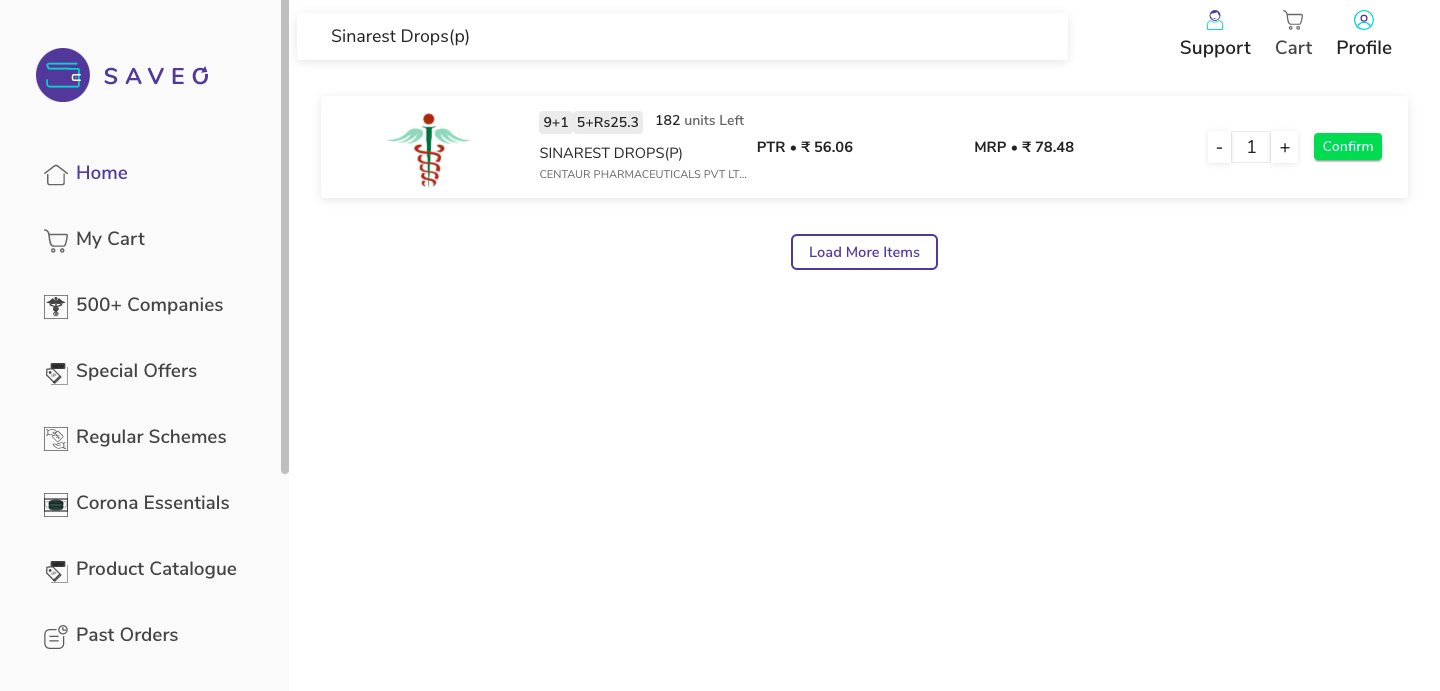 SAVEO
Home
My Cart
500+ Companies
Special Offers
Regular Schemes
Corona Essentials
Product Catalogue
Past Orders
Sinarest Drops(p)
Support
Cart
Profile
9+1 5+Rs25.3 182 units Left
SINAREST DROPS(P)
CENTAUR PHARMACEUTICALS PVT LT...
PTR • ₹ 56.06
MRP • ₹ 78.48
- 1 +
Confirm
Load More Items